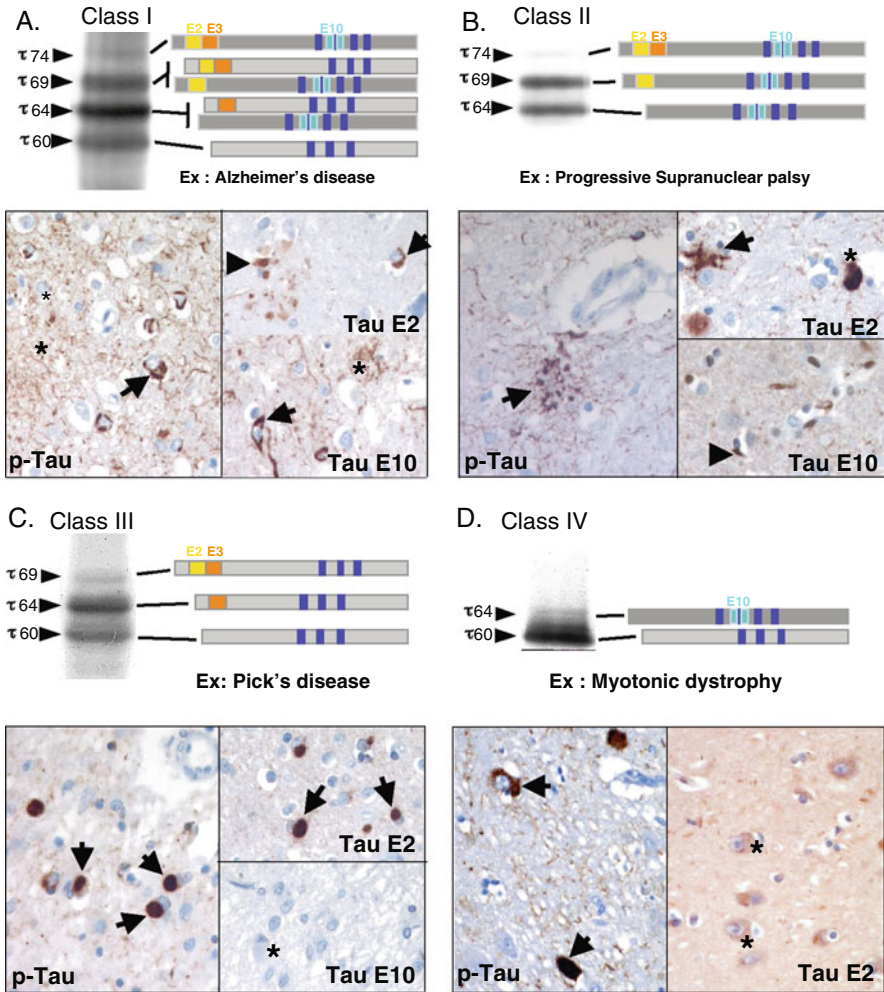 A. Class I
E2 E3 E10
τ74
τ69
τ64
τ60
Ex : Alzheimer's disease
*
*
p-Tau
Tau E2
*
Tau E10
B. Class II
E2 E3 E10
τ74
τ69
τ64
Ex : Progressive Supranuclear palsy
p-Tau
*
Tau E2
Tau E10
C. Class III
E2 E3
τ69
τ64
τ60
Ex: Pick's disease
p-Tau
Tau E2
*
Tau E10
D. Class IV
E10
τ64
τ60
Ex : Myotonic dystrophy
p-Tau
*
*
Tau E2